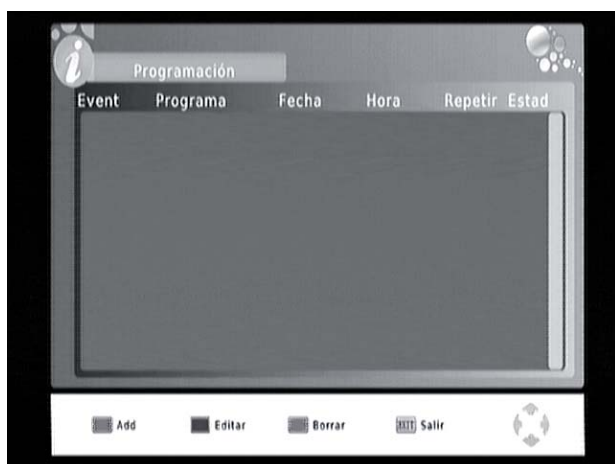 i
Programación
Event Programa Fecha Hora Repetir Estad
Add Editar Borrar EXIT Salir